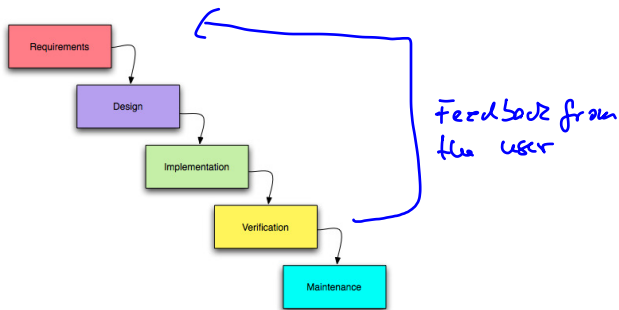 Requirements
Design
Implementation
Verification
Maintenance
Feedback from
the user